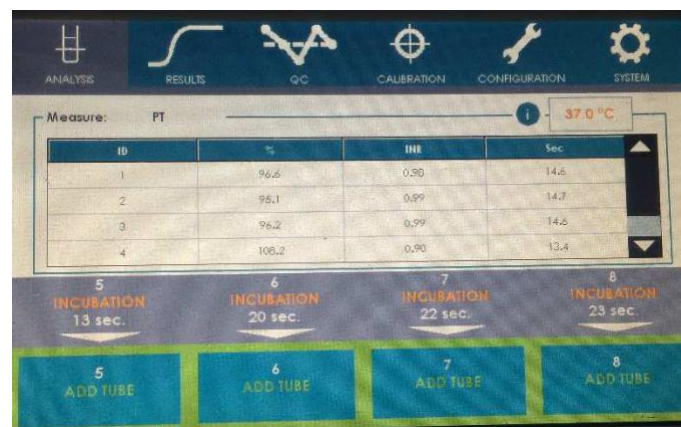 ANALYSIS RESULTS QC CALIBRATION CONFIGURATION SYSTEM
Measure: PT i 37.0 °C
ID % INR Sec
1 96.6 0.98 14.6
2 95.1 0.99 14.7
3 96.2 0.99 14.6
4 108.2 0.90 13.4
5 6 7 8
INCUBATION INCUBATION INCUBATION INCUBATION
13 sec. 20 sec. 22 sec. 23 sec.
5 6 7 8
ADD TUBE ADD TUBE ADD TUBE ADD TUBE